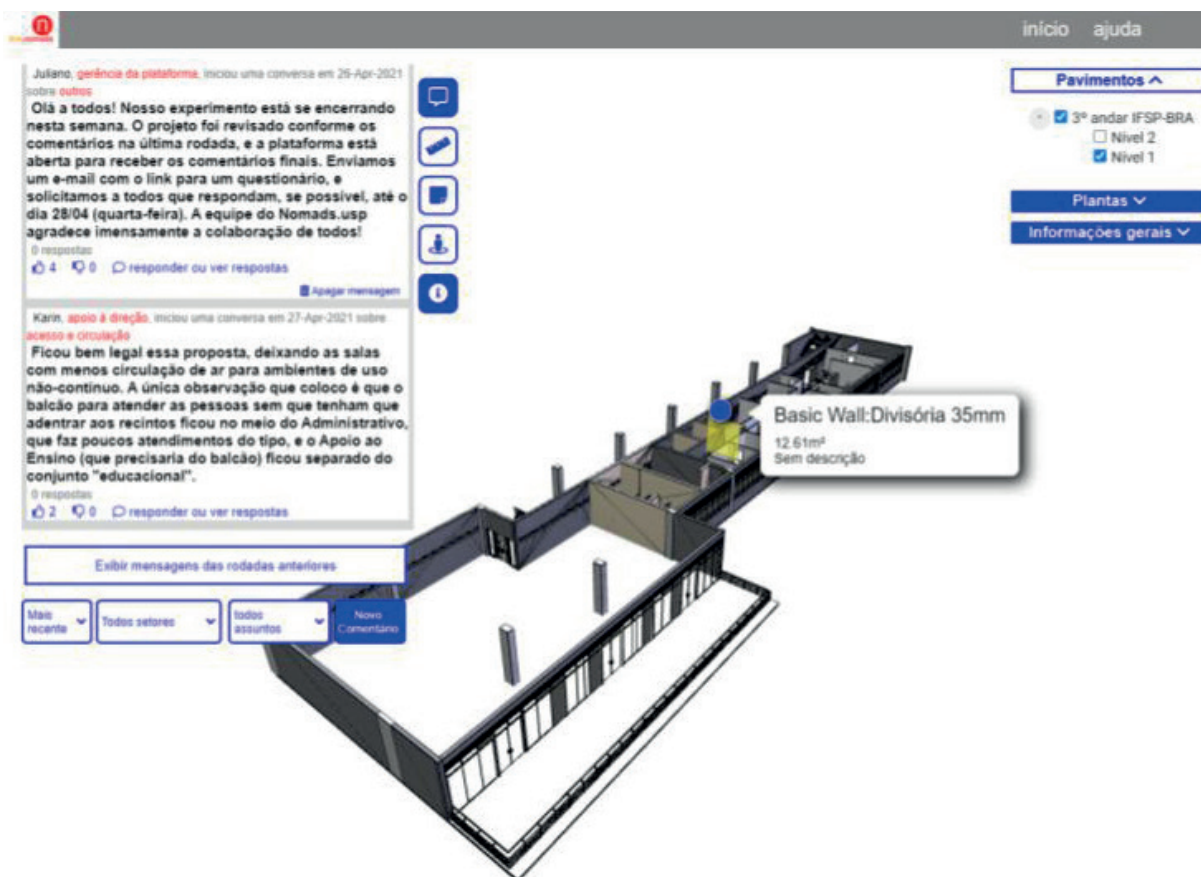 n
início ajuda
Juliano, gerência da plataforma, iniciou uma conversa em 26-Apr-2021
sobre outros
Olá a todos! Nosso experimento está se encerrando
nesta semana. O projeto foi revisado conforme os
comentários na última rodada, e a plataforma está
aberta para receber os comentários finais. Enviamos
um e-mail com o link para um questionário, e
solicitamos a todos que respondam, se possível, até o
dia 28/04 (quarta-feira). A equipe do Nomads.usp
agradece imensamente a colaboração de todos!
0 respostas
4 0 responder ou ver respostas
Apagar mensagem
Karin, apoio à direção, iniciou uma conversa em 27-Apr-2021 sobre
acesso e circulação
Ficou bem legal essa proposta, deixando as salas
com menos circulação de ar para ambientes de uso
não-contínuo. A única observação que coloco é que o
balcão para atender as pessoas sem que tenham que
adentrar aos recintos ficou no meio do Administrativo,
que faz poucos atendimentos do tipo, e o Apoio ao
Ensino (que precisaria do balcão) ficou separado do
conjunto "educacional".
0 respostas
2 0 responder ou ver respostas
Exibir mensagens das rodadas anteriores
Mais
recente
Todos setores
todos
assuntos
Novo
Comentário
Pavimentos
3º andar IFSP-BRA
Nível 2
Nível 1
Plantas
Informações gerais
Basic Wall:Divisória 35mm
12.61m²
Sem descrição